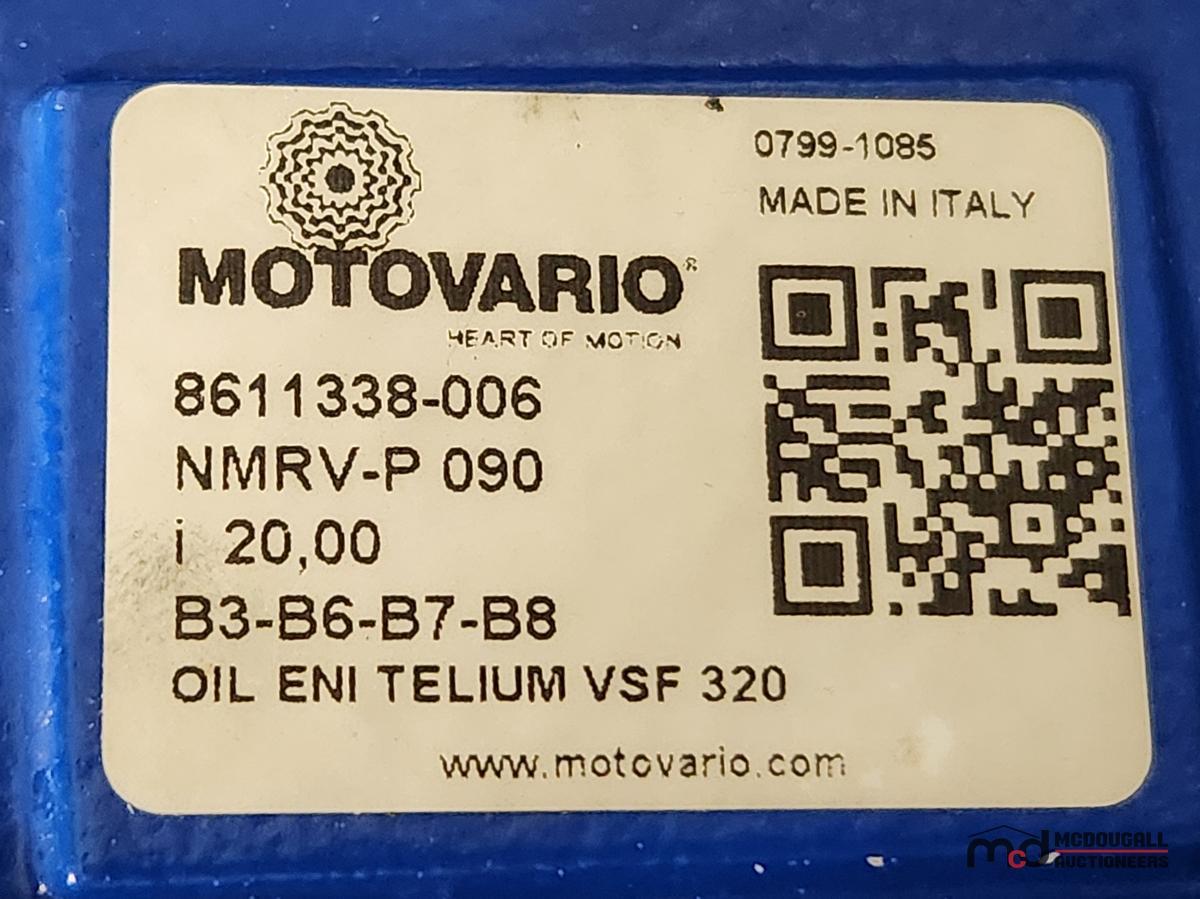 0799-1085
MADE IN ITALY
MOTOVARIO®
HEART OF MOTION
8611338-006
NMRV-P 090
i 20,00
B3-B6-B7-B8
OIL ENI TELIUM VSF 320
www.motovario.com
mcd MCDOUGALL
AUCTIONEERS